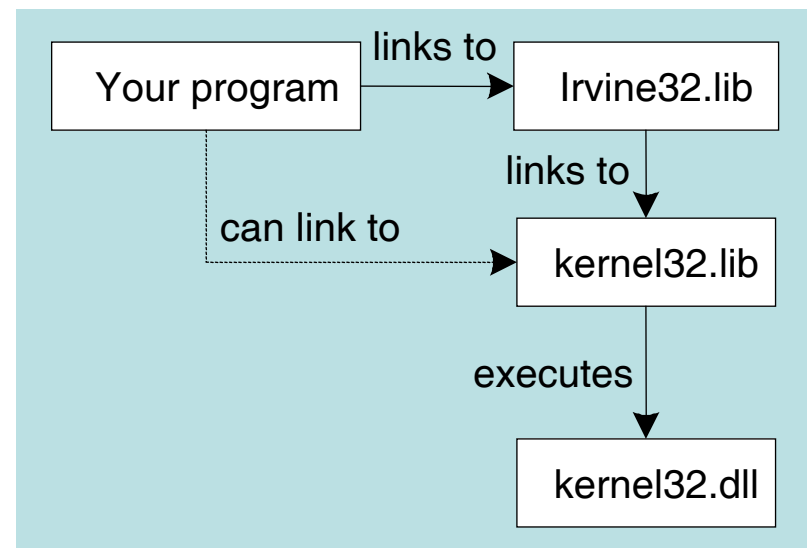 links to
Your program
Irvine32.lib
links to
can link to
kernel32.lib
executes
kernel32.dll